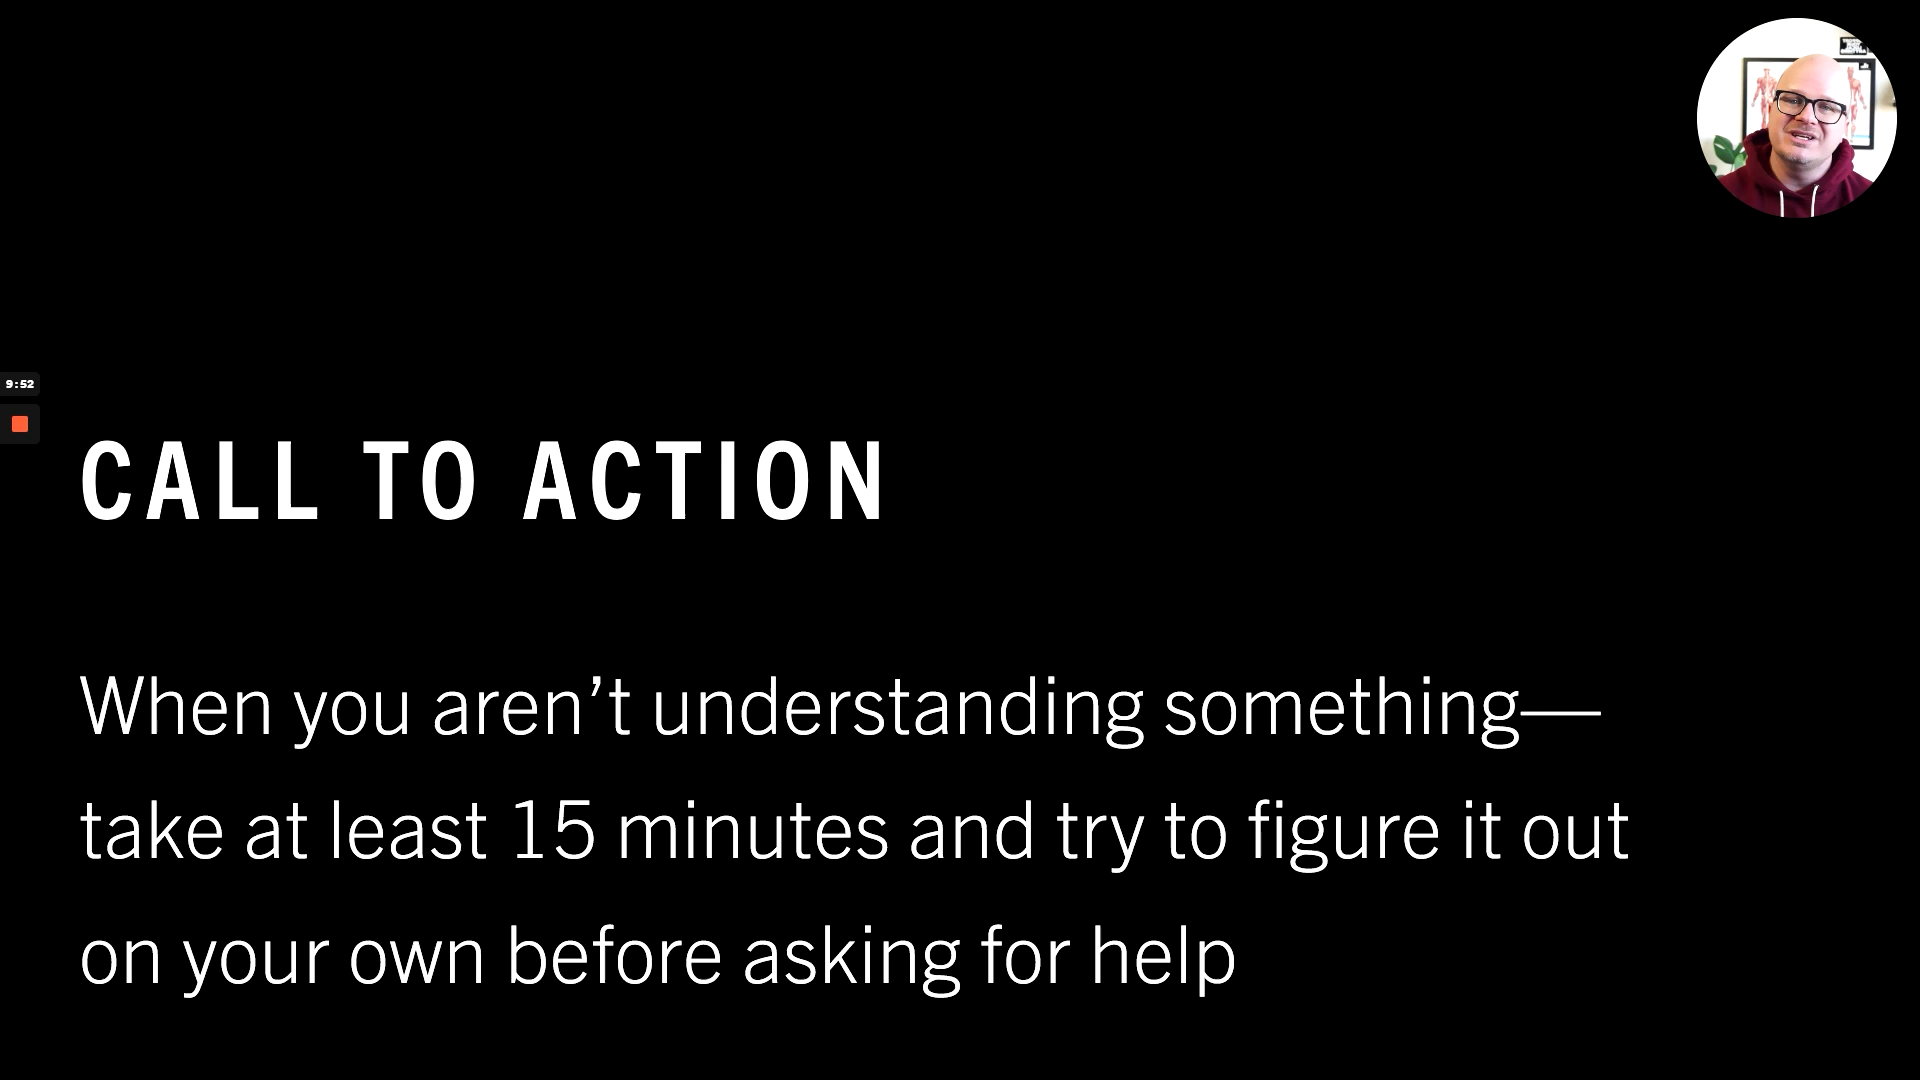 9:52
CALL TO ACTION
When you aren’t understanding something—
take at least 15 minutes and try to figure it out
on your own before asking for help